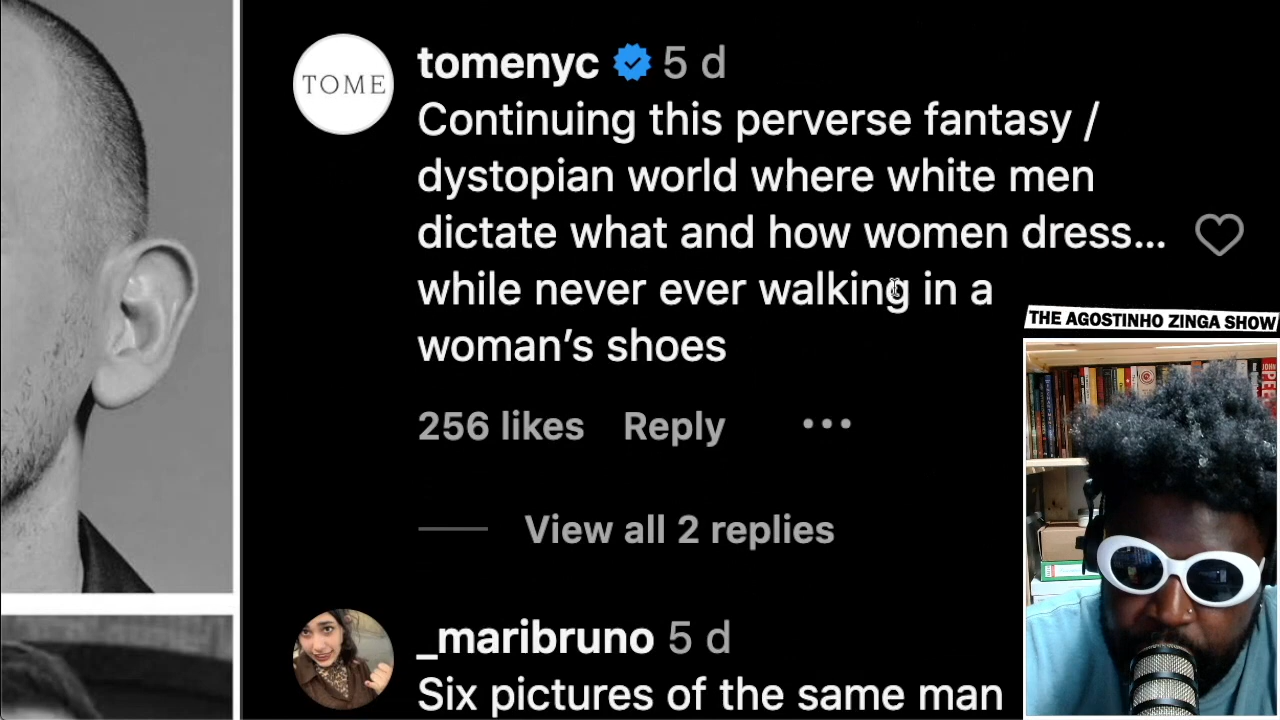 TOME
tomenyc 5 d
Continuing this perverse fantasy /
dystopian world where white men
dictate what and how women dress...
while never ever walking in a
woman’s shoes
256 likes Reply
View all 2 replies
_maribruno 5 d
Six pictures of the same man
THE AGOSTINHO ZINGA SHOW